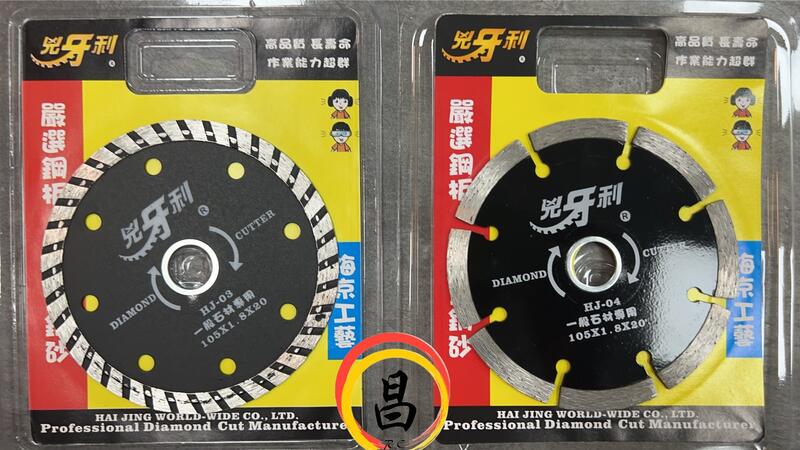 兇牙利
®
高品質 長壽命
作業能力超群
嚴選鋼板
兇牙利
®
DIAMOND
CUTTER
HJ-03
一般石材專用
105X1.8X20
海京工藝
砂
HAI JING WORLD-WIDE CO., LTD.
Professional Diamond Cut Manufacturer
兇牙利
®
高品質 長壽命
作業能力超群
嚴選鋼板
兇牙利
®
DIAMOND
CUTTER
HJ-04
一般石材專用
105X1.8X20
海京工藝
鑽砂
HAI JING WORLD-WIDE CO., LTD.
Professional Diamond Cut Manufacturer
昌
RC